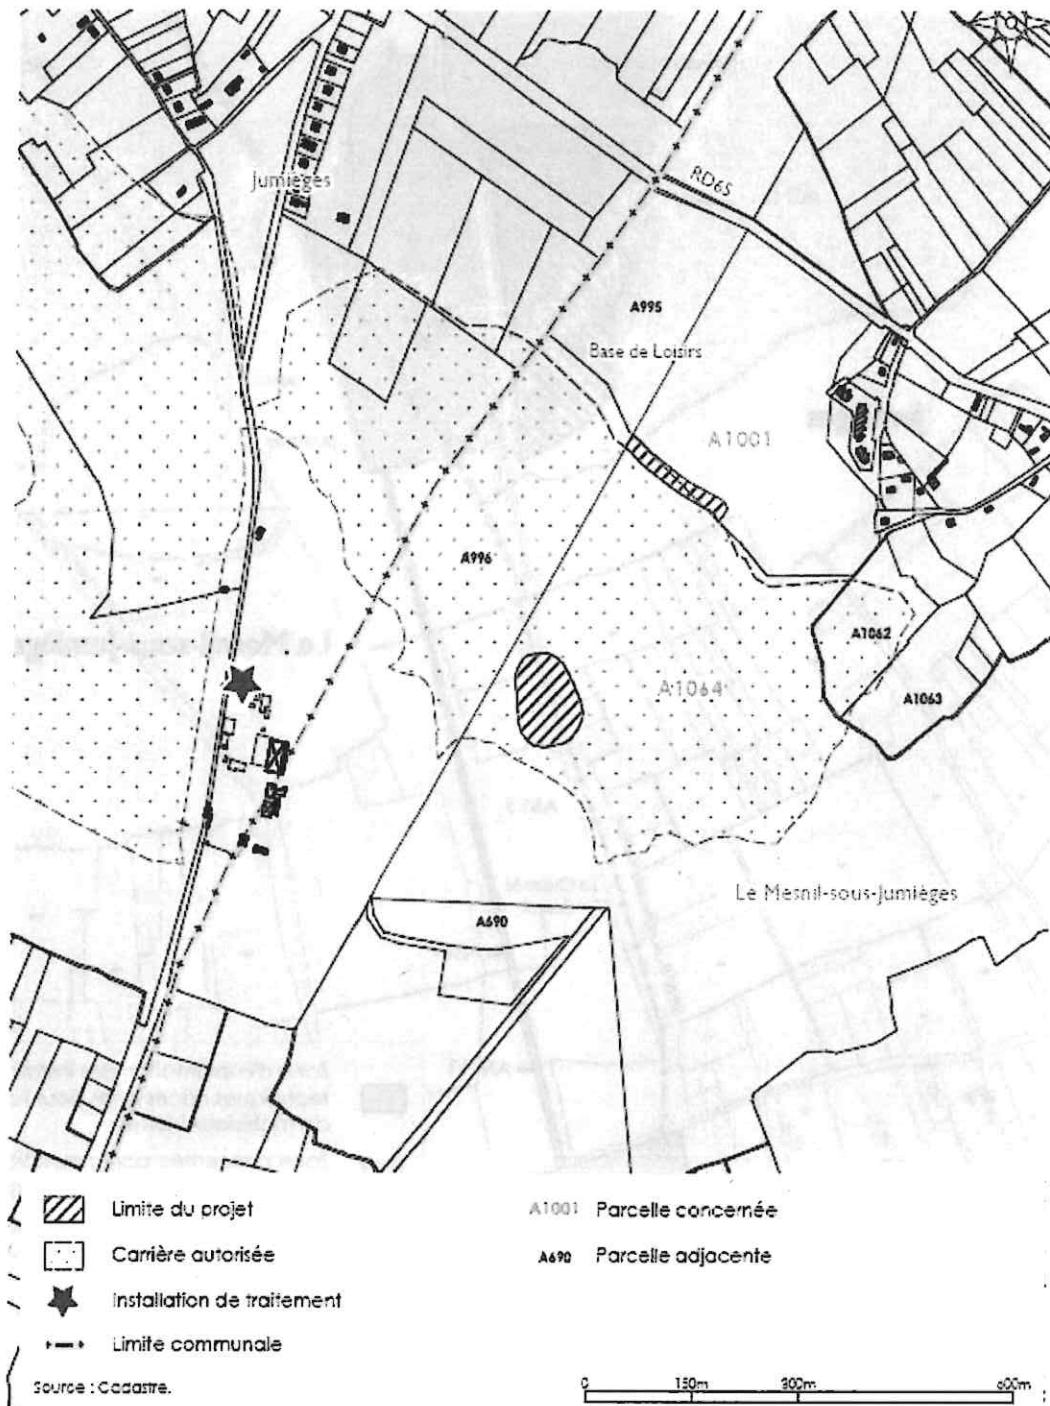 Jumièges
RD65
A995
Base de Loisirs
A1001
A996
A1062
A1064
A1063
Le Mesnil-sous-Jumièges
A690
Limite du projet
A1001 Parcelle concernée
Carrière autorisée
A690 Parcelle adjacente
Installation de traitement
Limite communale
Source : Cadastre.
0 150m 300m 600m